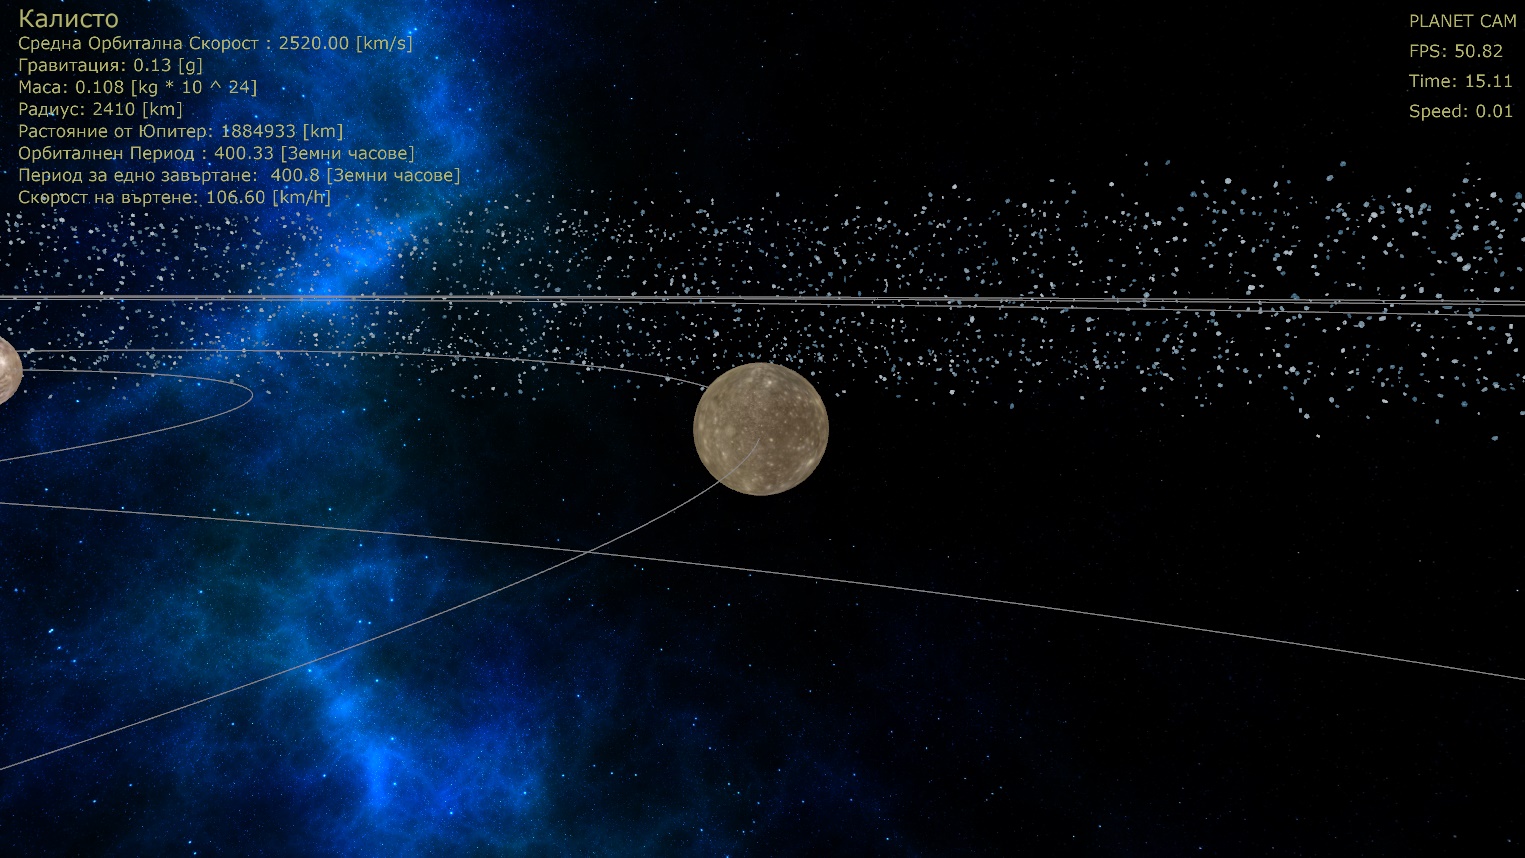 Калисто
Средна Орбитална Скорост : 2520.00 [km/s]
Гравитация: 0.13 [g]
Маса: 0.108 [kg * 10 ^ 24]
Радиус: 2410 [km]
Растояние от Юпитер: 1884933 [km]
Орбиталнен Период : 400.33 [Земни часове]
Период за едно завъртане:  400.8 [Земни часове]
Скорост на въртене: 106.60 [km/h]
PLANET CAM
FPS: 50.82
Time: 15.11
Speed: 0.01